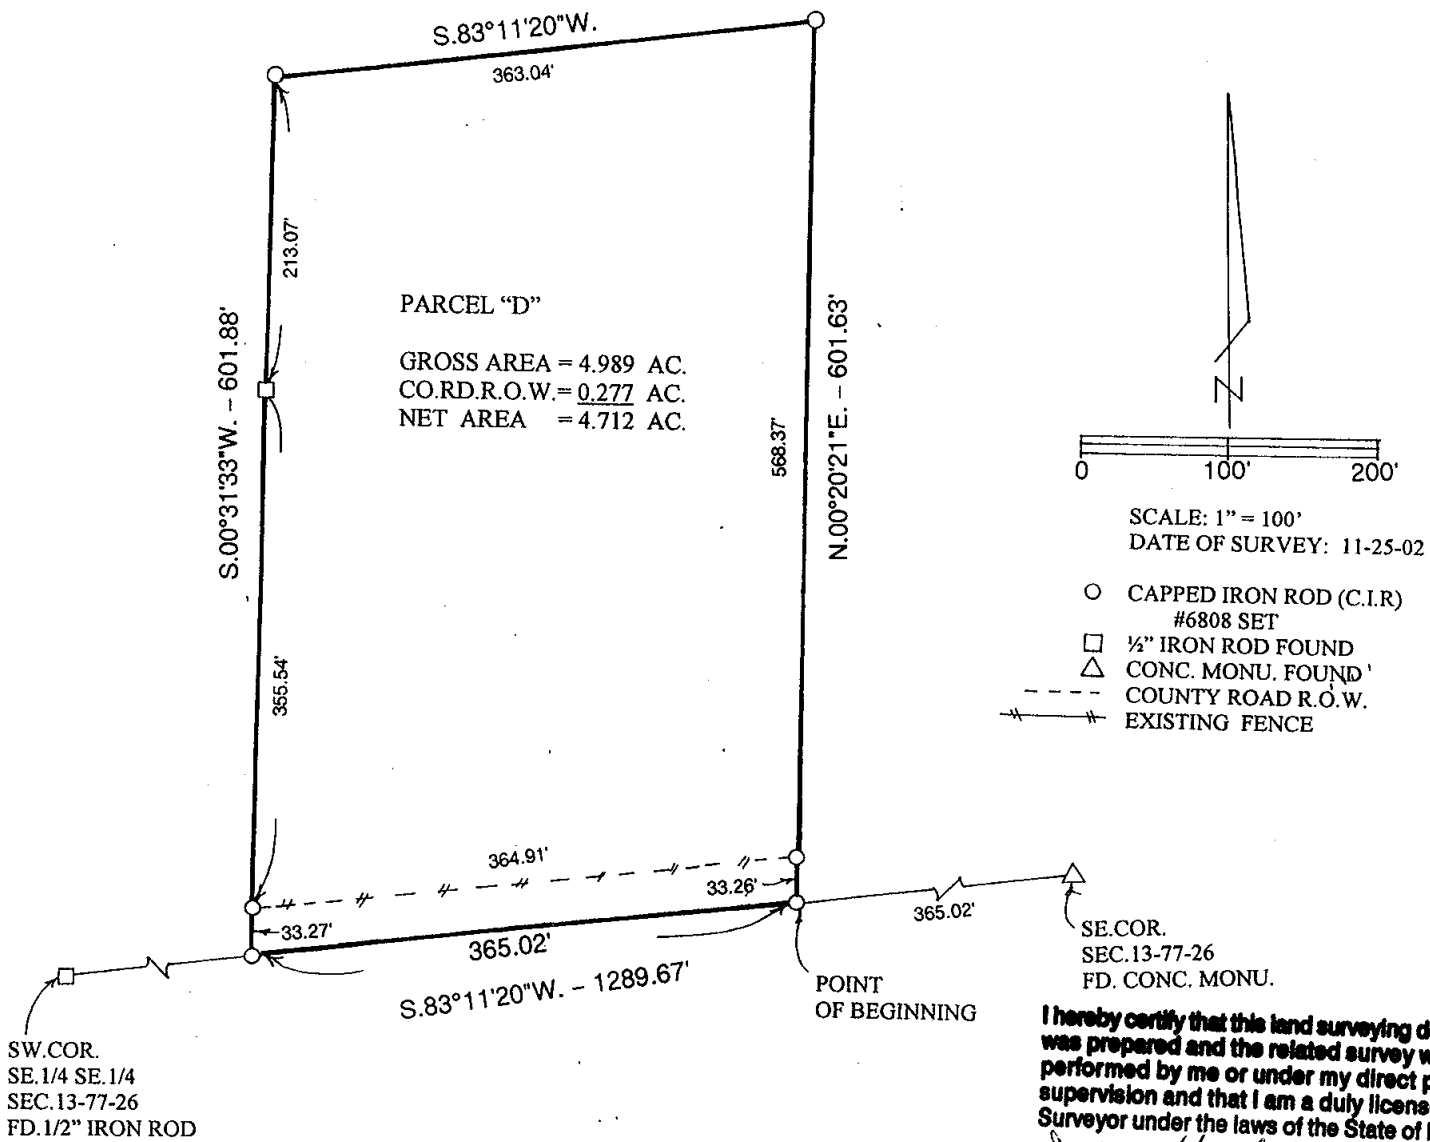 S.83°11'20"W.
363.04'
213.07'
S.00°31'33"W. – 601.88'
PARCEL “D”
GROSS AREA = 4.989 AC.
CO.RD.R.O.W.= 0.277 AC.
NET AREA = 4.712 AC.
568.37'
N.00°20'21"E. – 601.63'
355.54'
N
0 100' 200'
SCALE: 1” = 100’
DATE OF SURVEY: 11-25-02
CAPPED IRON ROD (C.I.R)
#6808 SET
½” IRON ROD FOUND
CONC. MONU. FOUND
COUNTY ROAD R.O.W.
EXISTING FENCE
364.91'
33.26'
33.27'
365.02'
365.02'
S.83°11'20"W. – 1289.67'
POINT
OF BEGINNING
SE.COR.
SEC.13-77-26
FD. CONC. MONU.
SW.COR.
SE.1/4 SE.1/4
SEC.13-77-26
FD.1/2” IRON ROD
I hereby certify that this land surveying
was prepared and the related survey
performed by me or under my direct
supervision and that I am a duly
Surveyor under the laws of the State of